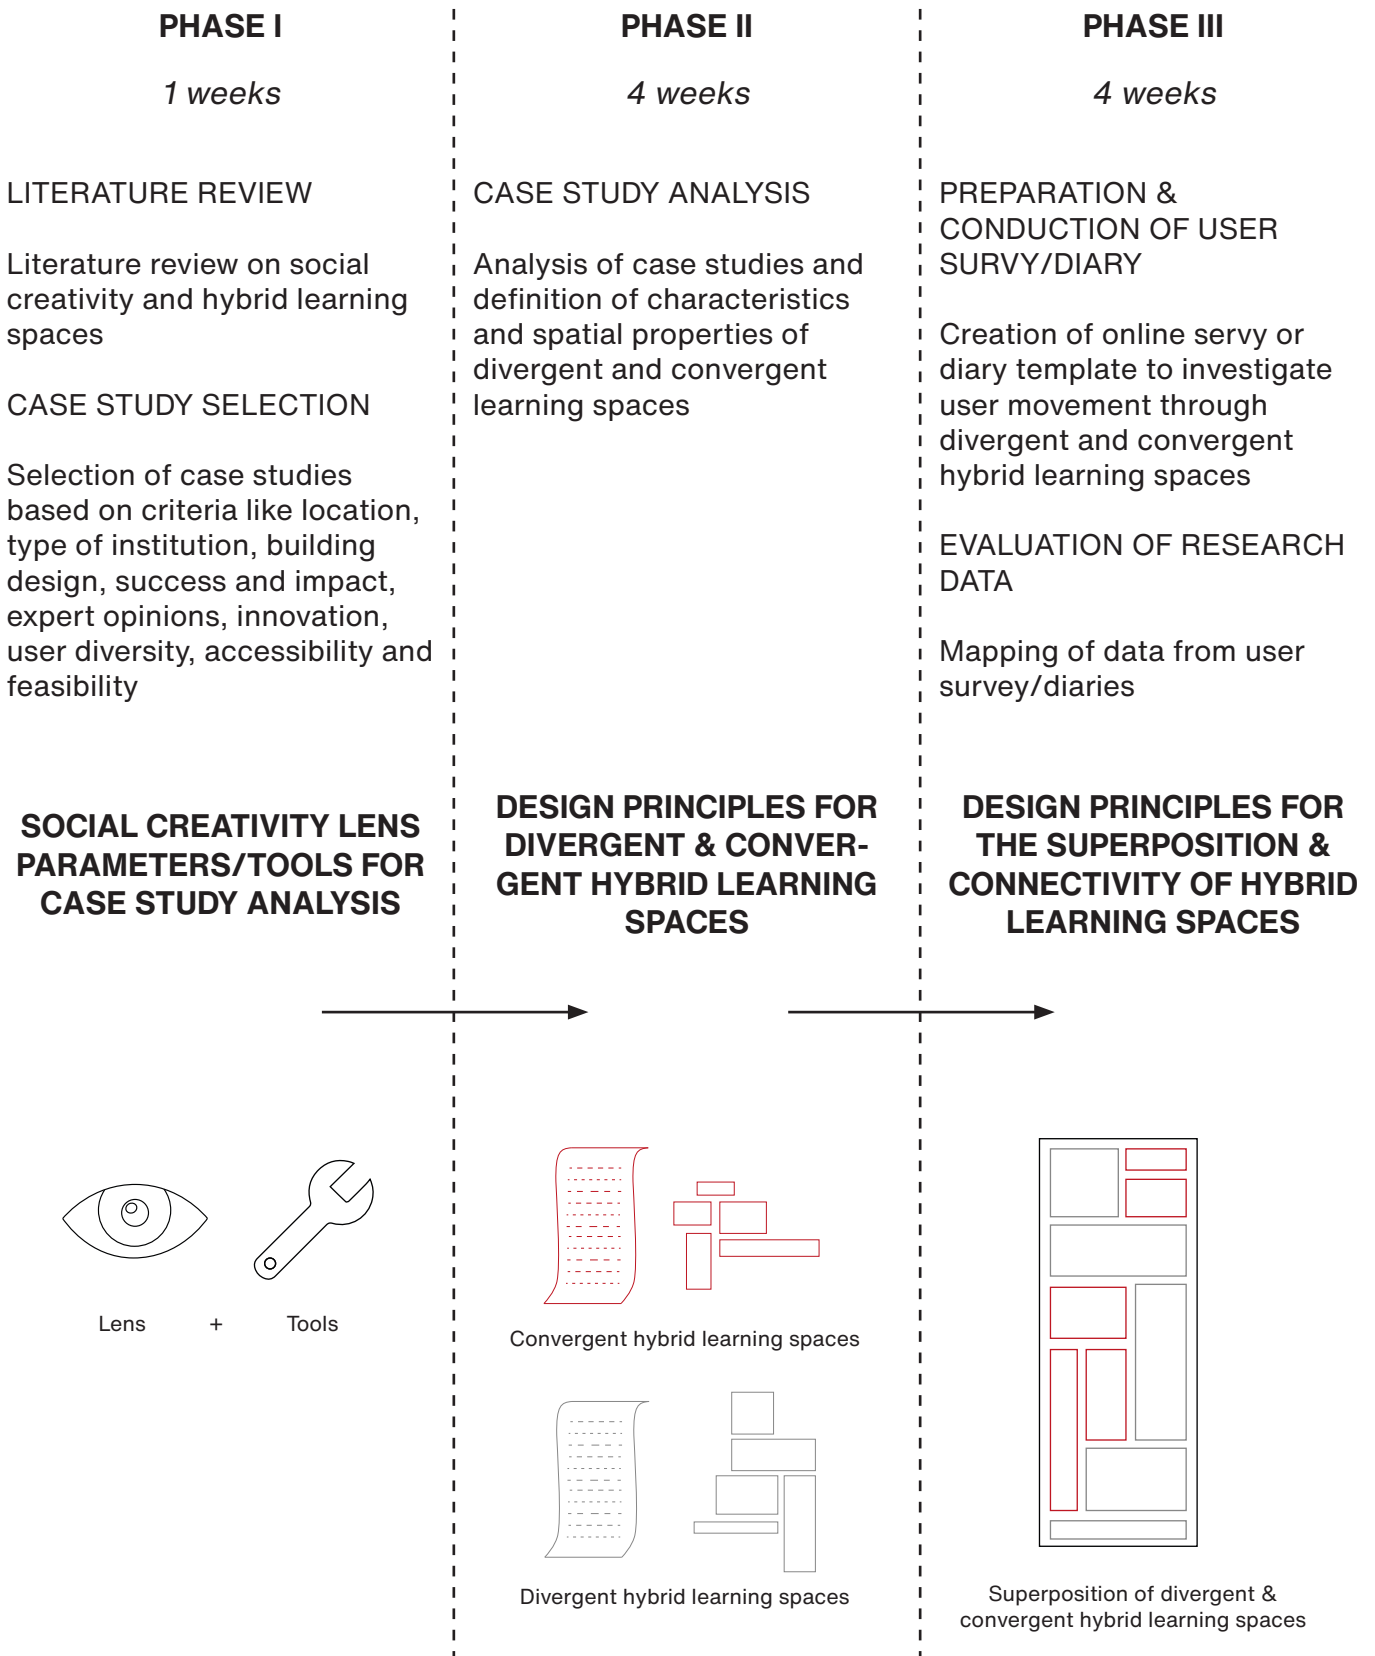 PHASE I
1 weeks
LITERATURE REVIEW
Literature review on social
creativity and hybrid learning
spaces
CASE STUDY SELECTION
Selection of case studies
based on criteria like location,
type of institution, building
design, success and impact,
expert opinions, innovation,
user diversity, accessibility and
feasibility
SOCIAL CREATIVITY LENS
PARAMETERS/TOOLS FOR
CASE STUDY ANALYSIS
Lens + Tools
PHASE II
4 weeks
CASE STUDY ANALYSIS
Analysis of case studies and
definition of characteristics
and spatial properties of
divergent and convergent
learning spaces
DESIGN PRINCIPLES FOR
DIVERGENT & CONVER-
GENT HYBRID LEARNING
SPACES
Convergent hybrid learning spaces
Divergent hybrid learning spaces
PHASE III
4 weeks
PREPARATION &
CONDUCTION OF USER
SURVY/DIARY
Creation of online servy or
diary template to investigate
user movement through
divergent and convergent
hybrid learning spaces
EVALUATION OF RESEARCH
DATA
Mapping of data from user
survey/diaries
DESIGN PRINCIPLES FOR
THE SUPERPOSITION &
CONNECTIVITY OF HYBRID
LEARNING SPACES
Superposition of divergent &
convergent hybrid learning spaces